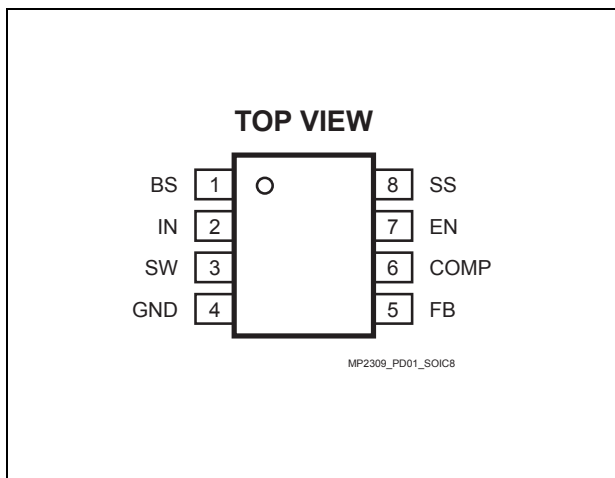 TOP VIEW
BS 1 8 SS
IN 2 7 EN
SW 3 6 COMP
GND 4 5 FB
MP2309_PD01_SOIC8